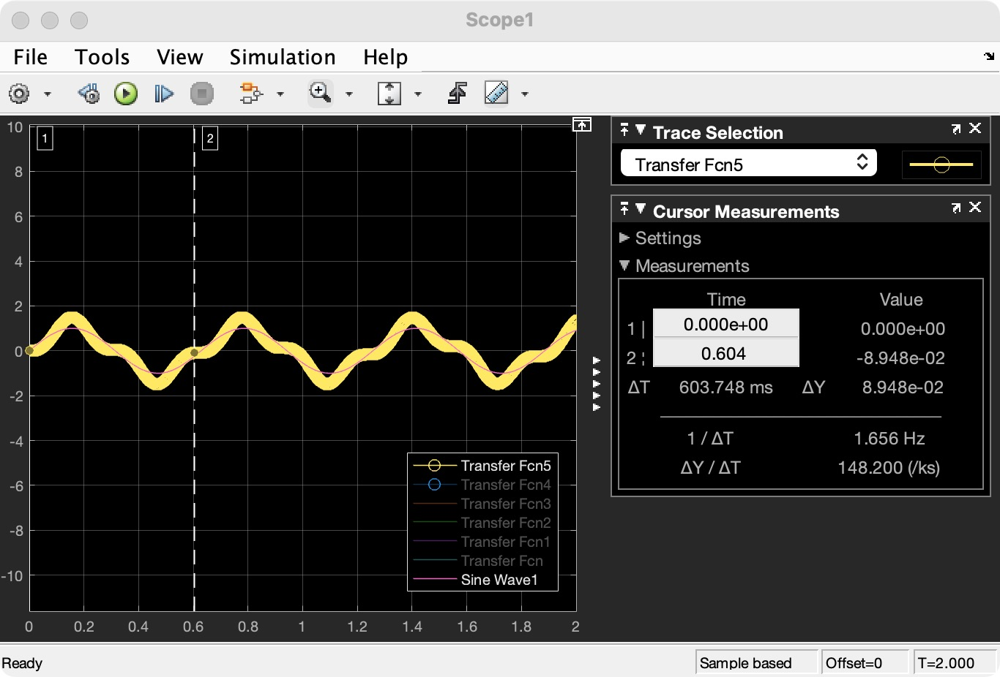 Scope1
File Tools View Simulation Help
10
8
6
4
2
0
-2
-4
-6
-8
-10
1
2
0 0.2 0.4 0.6 0.8 1 1.2 1.4 1.6 1.8 2
Transfer Fcn5
Transfer Fcn4
Transfer Fcn3
Transfer Fcn2
Transfer Fcn1
Transfer Fcn
Sine Wave1
Trace Selection
Transfer Fcn5
Cursor Measurements
Settings
Measurements
Time Value
1 | 0.000e+00 0.000e+00
2 ¦ 0.604 -8.948e-02
ΔT 603.748 ms ΔY 8.948e-02
1 / ΔT 1.656 Hz
ΔY / ΔT 148.200 (/ks)
Ready
Sample based Offset=0 T=2.000